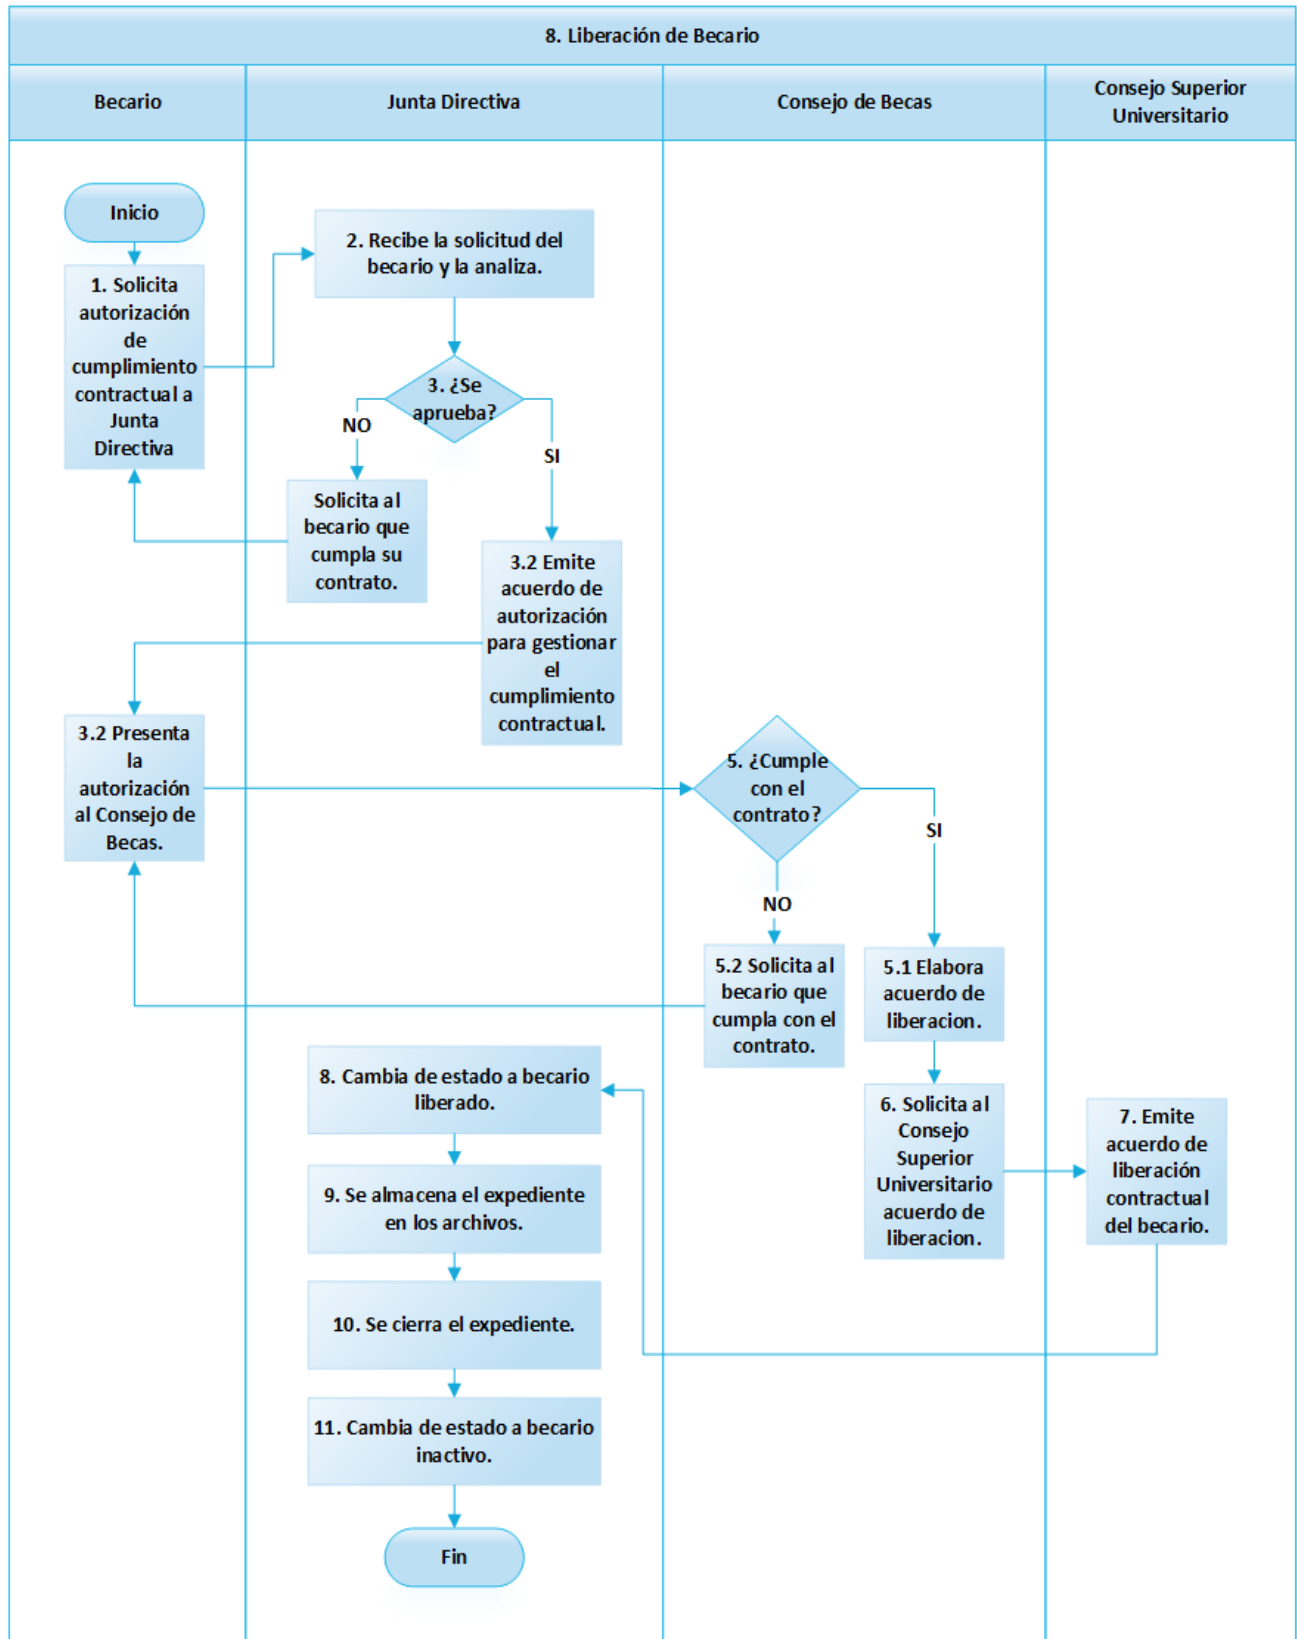 8. Liberación de Becario
Becario
Junta Directiva
Consejo de Becas
Consejo Superior
Universitario
Inicio
1. Solicita
autorización
de
cumplimiento
contractual a
Junta
Directiva
2. Recibe la solicitud del
becario y la analiza.
3. ¿Se
aprueba?
NO
SI
Solicita al
becario que
cumpla su
contrato.
3.2 Emite
acuerdo de
autorización
para gestionar
el
cumplimiento
contractual.
3.2 Presenta
la
autorización
al Consejo de
Becas.
5. ¿Cumple
con el
contrato?
SI
NO
5.2 Solicita al
becario que
cumpla con el
contrato.
5.1 Elabora
acuerdo de
liberacion.
6. Solicita al
Consejo
Superior
Universitario
acuerdo de
liberacion.
7. Emite
acuerdo de
liberación
contractual
del becario.
8. Cambia de estado a becario
liberado.
9. Se almacena el expediente
en los archivos.
10. Se cierra el expediente.
11. Cambia de estado a becario
inactivo.
Fin